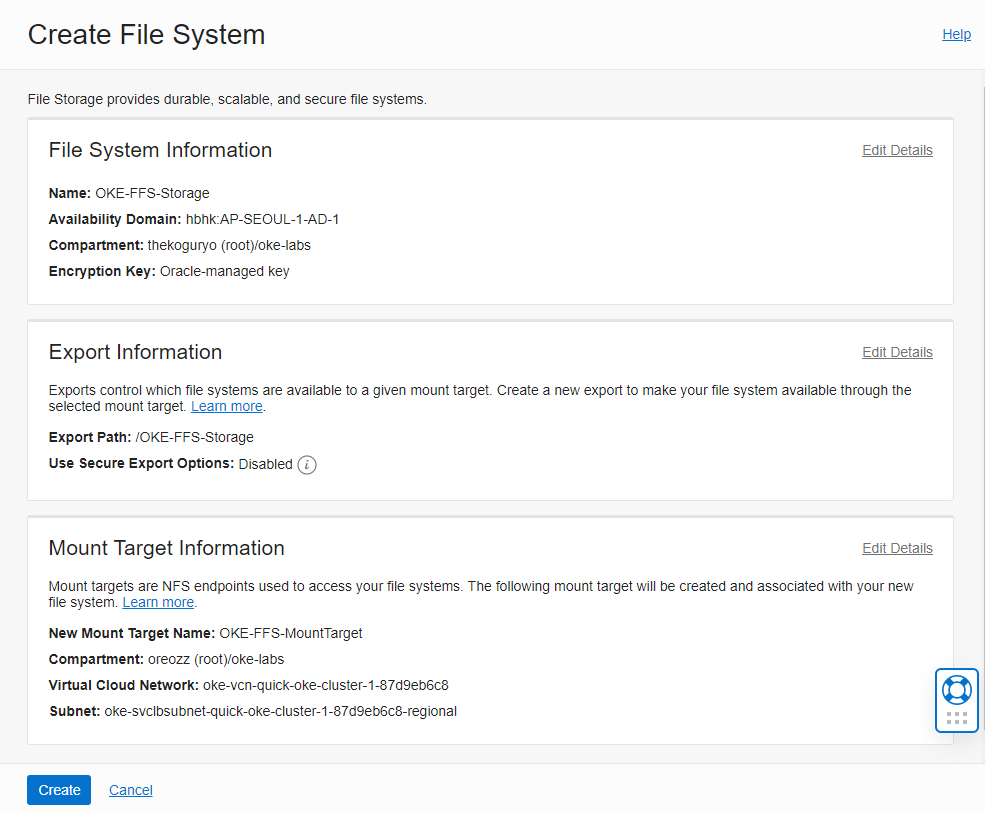 Create File System
Help
File Storage provides durable, scalable, and secure file systems.
File System Information
Edit Details
Name: OKE-FFS-Storage
Availability Domain: hbhk:AP-SEOUL-1-AD-1
Compartment: thekoguryo (root)/oke-labs
Encryption Key: Oracle-managed key
Export Information
Edit Details
Exports control which file systems are available to a given mount target. Create a new export to make your file system available through the
selected mount target. Learn more.
Export Path: /OKE-FFS-Storage
Use Secure Export Options: Disabled i
Mount Target Information
Edit Details
Mount targets are NFS endpoints used to access your file systems. The following mount target will be created and associated with your new
file system. Learn more.
New Mount Target Name: OKE-FFS-MountTarget
Compartment: oreozz (root)/oke-labs
Virtual Cloud Network: oke-vcn-quick-oke-cluster-1-87d9eb6c8
Subnet: oke-svclbsubnet-quick-oke-cluster-1-87d9eb6c8-regional
Create
Cancel